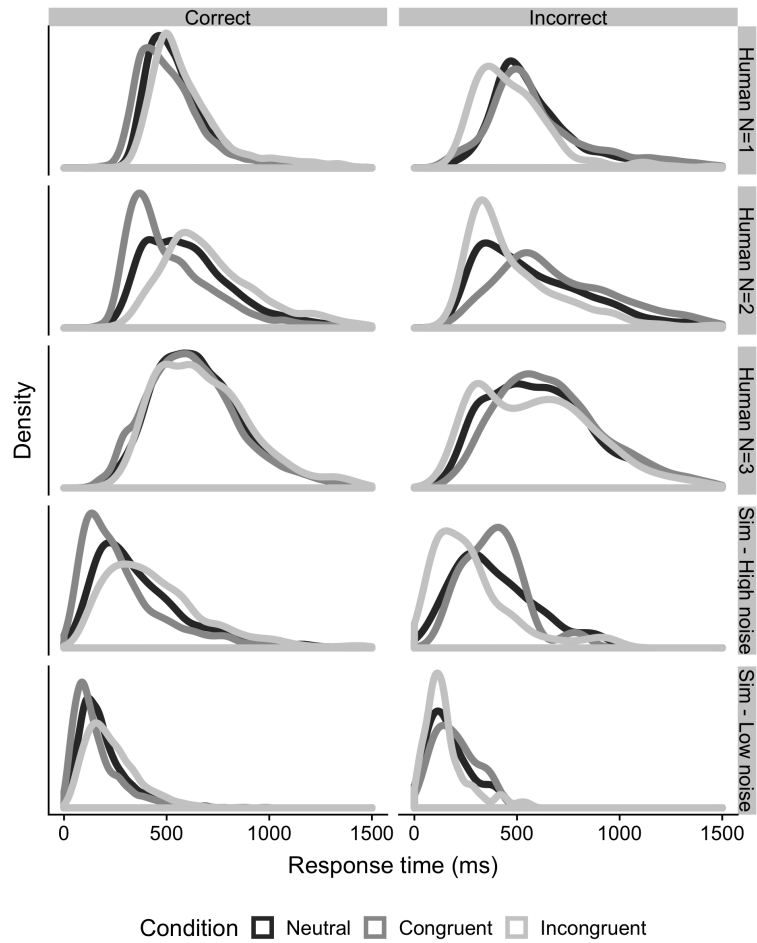 Correct
Incorrect
Human N=1
Human N=2
Human N=3
Sim - High noise
Sim - Low noise
Density
0
500
1000
1500
0
500
1000
1500
Response time (ms)
Condition Neutral Congruent Incongruent